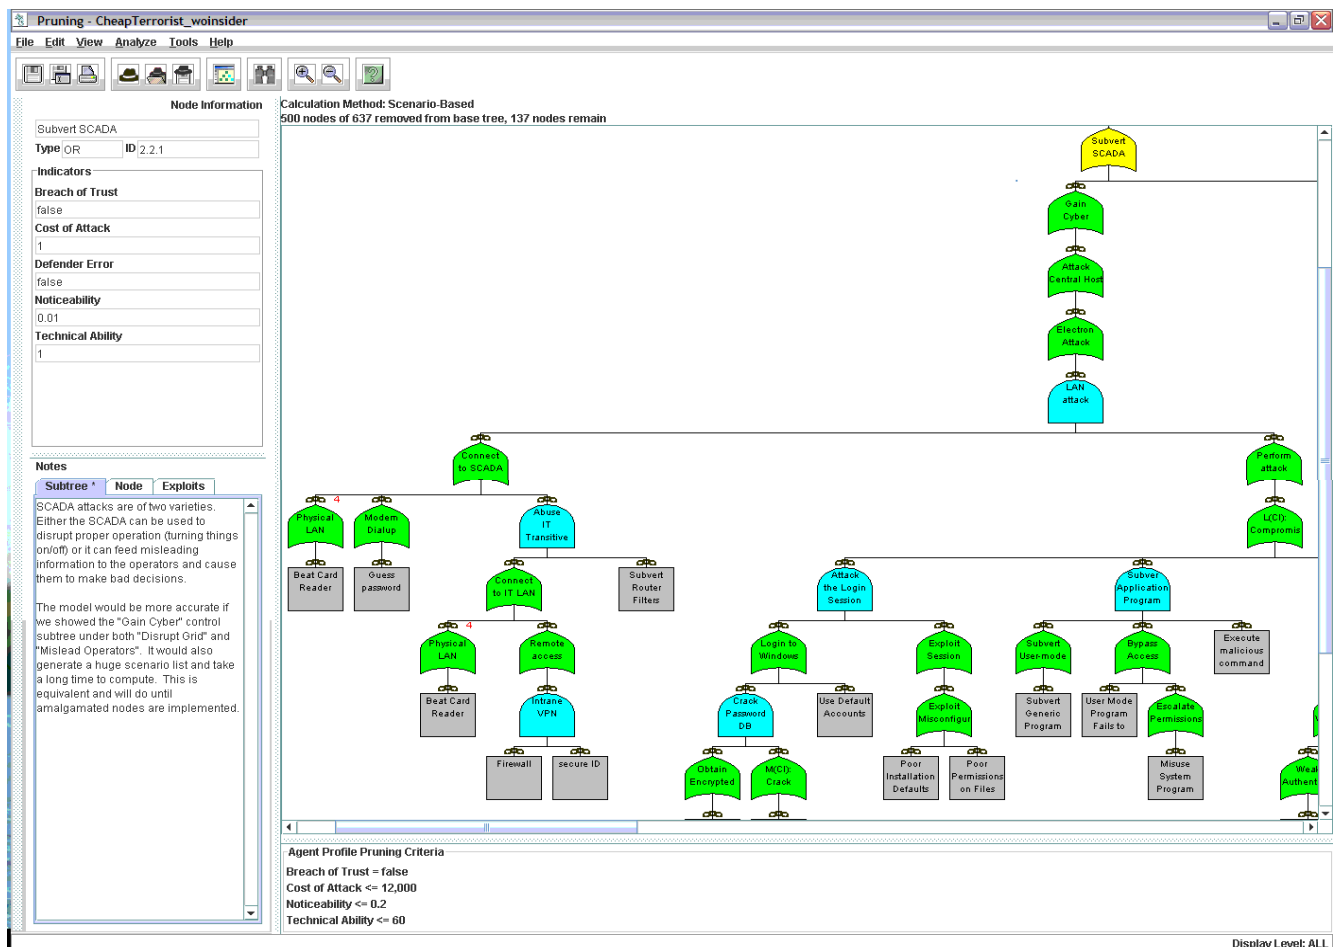 Pruning - CheapTerrorist_woinsider
File Edit View Analyze Tools Help
Node Information
Subvert SCADA
Type OR ID 2.2.1
Indicators
Breach of Trust
false
Cost of Attack
1
Defender Error
false
Noticeability
0.01
Technical Ability
1
Notes
Subtree * Node Exploits
SCADA attacks are of two varieties.
Either the SCADA can be used to
disrupt proper operation (turning things
on/off) or it can feed misleading
information to the operators and cause
them to make bad decisions.
The model would be more accurate if
we showed the "Gain Cyber" control
subtree under both "Disrupt Grid" and
"Mislead Operators". It would also
generate a huge scenario list and take
a long time to compute. This is
equivalent and will do until
amalgamated nodes are implemented.
Calculation Method: Scenario-Based
500 nodes of 637 removed from base tree, 137 nodes remain
Subvert
SCADA
Gain
Cyber
Attack
Central Host
Electron
Attack
LAN
attack
Connect
to SCADA
Perform
attack
4
Physical
LAN
Modem
Dialup
Abuse
IT
Transitive
L(CI):
Compromis
Beat Card
Reader
Guess
password
Connect
to IT LAN
Subvert
Router
Filters
Attack
the Login
Session
Subver
Application
Program
4
Physical
LAN
Remote
access
Login to
Windows
Exploit
Session
Subvert
User-mode
Bypass
Access
Execute
malicious
command
Beat Card
Reader
Intrane
VPN
Crack
Password
DB
Use Default
Accounts
Exploit
Misconfigur
Subvert
Generic
Program
User Mode
Program
Fails to
Escalate
Permissions
Firewall
secure ID
Obtain
Encrypted
M(CI):
Crack
Poor
Installation
Defaults
Poor
Permissions
on Files
Misuse
System
Program
Weak
Authent
Agent Profile Pruning Criteria
Breach of Trust = false
Cost of Attack <= 12,000
Noticeability <= 0.2
Technical Ability <= 60
Display Level: ALL